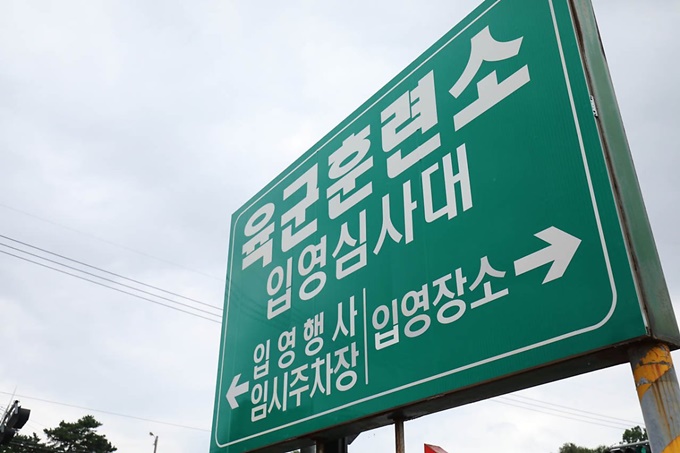 육군훈련소
입영심사대
입영행사
임시주차장
입영장소